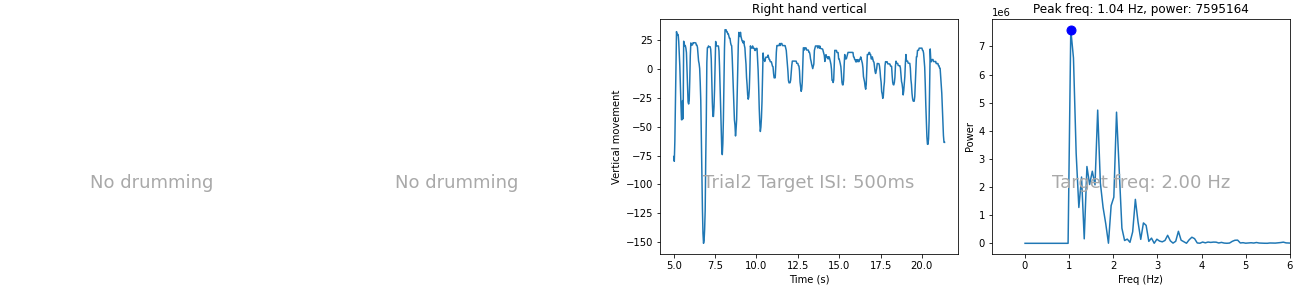 No drumming
No drumming
Right hand vertical
Vertical movement
25
0
−25
−50
−75
−100
−125
−150
Trial2 Target ISI: 500ms
5.0
7.5
10.0
12.5
15.0
17.5
20.0
Time (s)
Peak freq: 1.04 Hz, power: 7595164
1e6
Power
7
6
5
4
3
2
1
0
Target freq: 2.00 Hz
0
1
2
3
4
5
6
Freq (Hz)